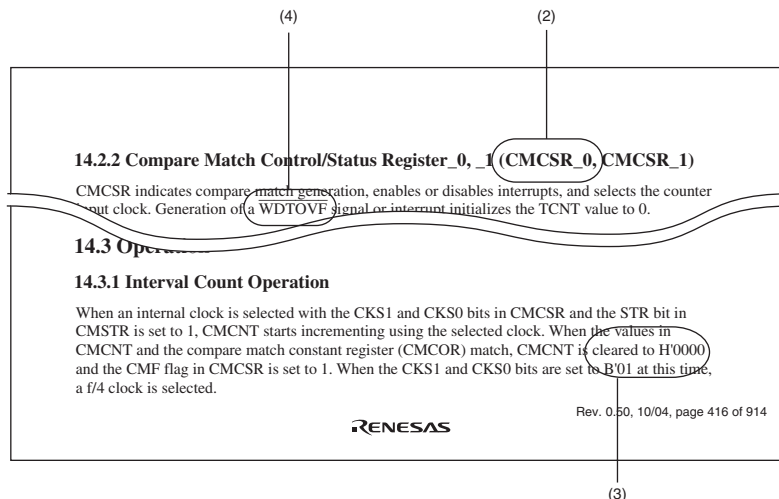 (4) (2)
14.2.2 Compare Match Control/Status Register_0, _1 (CMCSR_0, CMCSR_1)
CMCSR indicates compare match generation, enables or disables interrupts, and selects the counter
input clock. Generation of a WDTOVF signal or interrupt initializes the TCNT value to 0.
14.3 Operation
14.3.1 Interval Count Operation
When an internal clock is selected with the CKS1 and CKS0 bits in CMCSR and the STR bit in
CMSTR is set to 1, CMCNT starts incrementing using the selected clock. When the values in
CMCNT and the compare match constant register (CMCOR) match, CMCNT is cleared to H'0000
and the CMF flag in CMCSR is set to 1. When the CKS1 and CKS0 bits are set to B'01 at this time,
a f/4 clock is selected.
Rev. 0.50, 10/04, page 416 of 914
RENESAS
(3)